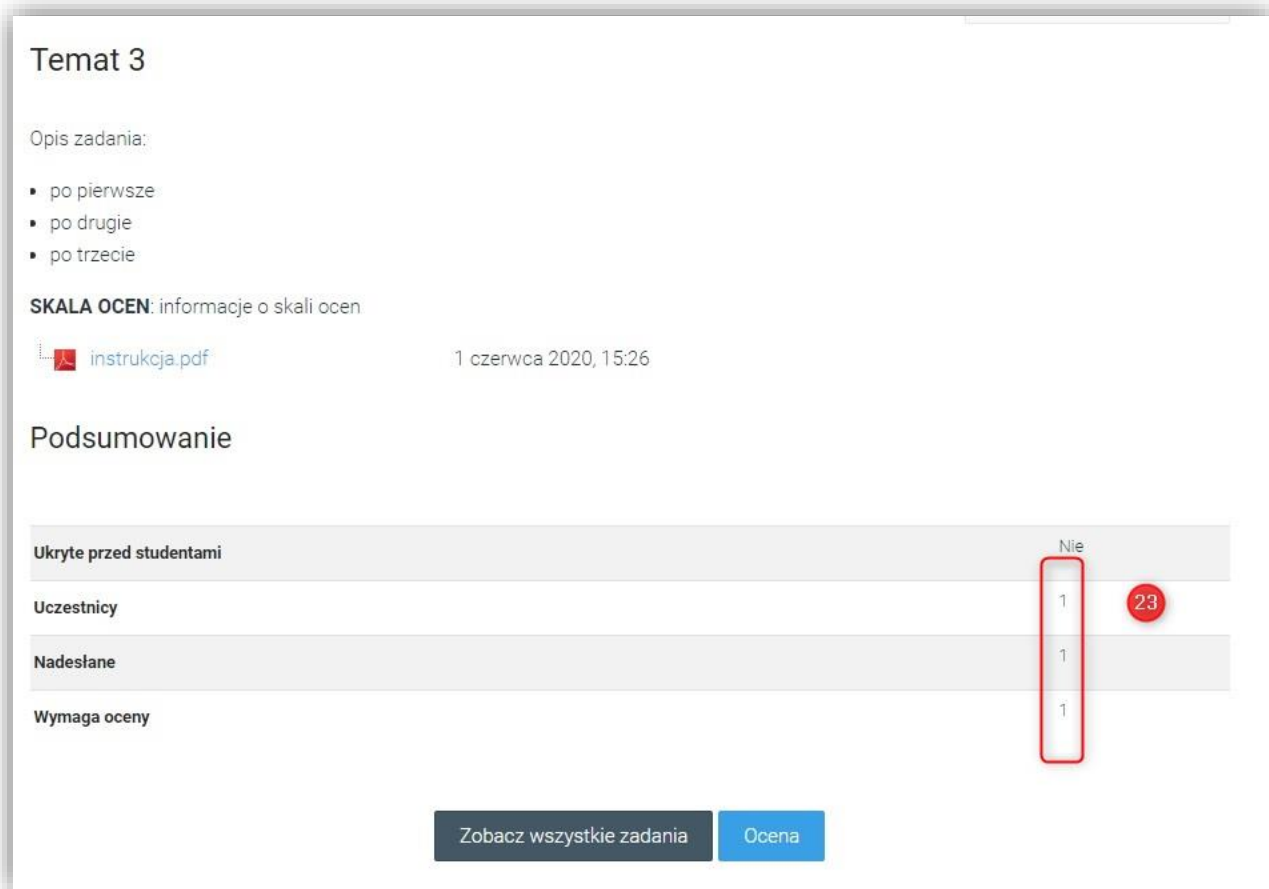 Temat 3
Opis zadania:
• po pierwsze
• po drugie
• po trzecie
SKALA OCEN: informacje o skali ocen
instrukcja.pdf 1 czerwca 2020, 15:26
Podsumowanie
Ukryte przed studentami Nie
Uczestnicy 1 23
Nadesłane 1
Wymaga oceny 1
Zobacz wszystkie zadania Ocena